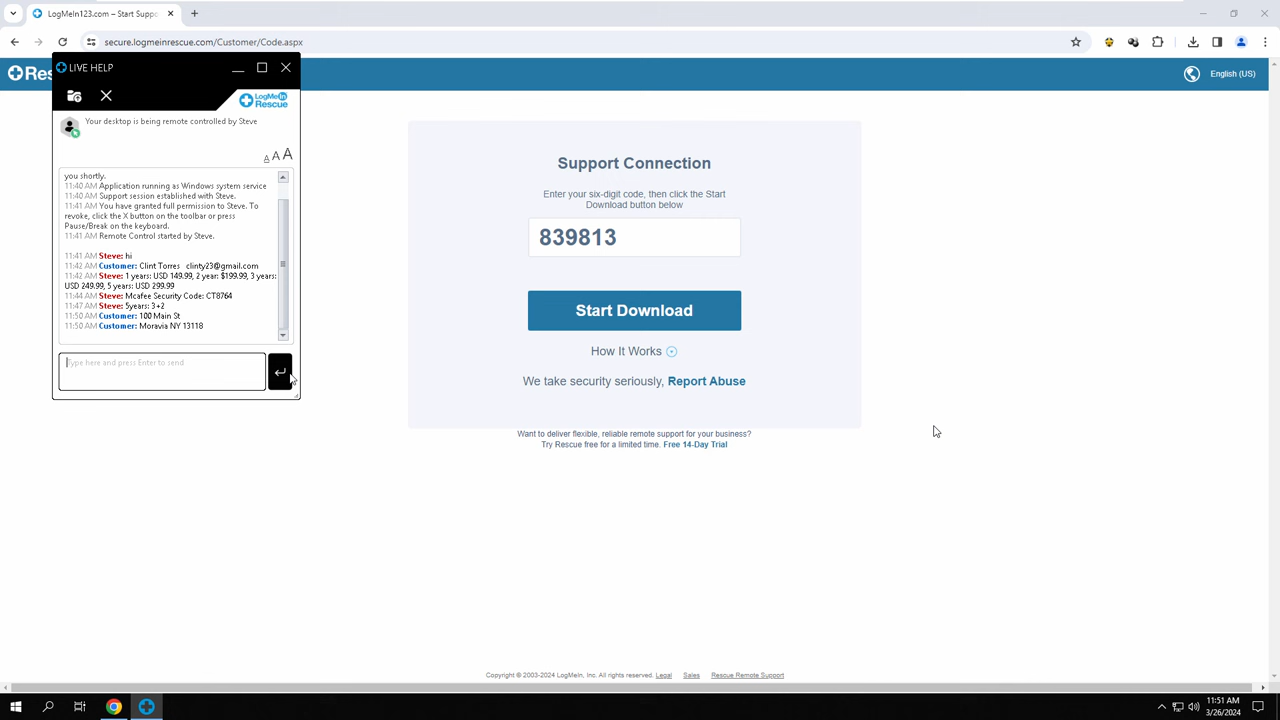 LogMeIn123.com – Start Suppo
secure.logmeinrescue.com/Customer/Code.aspx
LIVE HELP
LogMeIn
Rescue
Your desktop is being remote controlled by Steve
A A A
you shortly.
11:40 AM Application running as Windows system service
11:40 AM Support session established with Steve.
11:41 AM You have granted full permission to Steve. To
revoke, click the X button on the toolbar or press
Pause/Break on the keyboard.
11:41 AM Remote Control started by Steve.
11:41 AM Steve: hi
11:42 AM Customer: Clint Torres clinty23@gmail.com
11:42 AM Steve: 1 years: USD 149.99, 2 year: $199.99, 3 years:
USD 249.99, 5 years: USD 299.99
11:44 AM Steve: Mcafee Security Code: CT8764
11:47 AM Steve: 5years: 3+2
11:50 AM Customer: 100 Main St
11:50 AM Customer: Moravia NY 13118
Type here and press Enter to send
Res
English (US)
Support Connection
Enter your six-digit code, then click the Start
Download button below
839813
Start Download
How It Works
We take security seriously, Report Abuse
Want to deliver flexible, reliable remote support for your business?
Try Rescue free for a limited time. Free 14-Day Trial
Copyright © 2003-2024 LogMeIn, Inc. All rights reserved. Legal Sales Rescue Remote Support
11:51 AM
3/26/2024